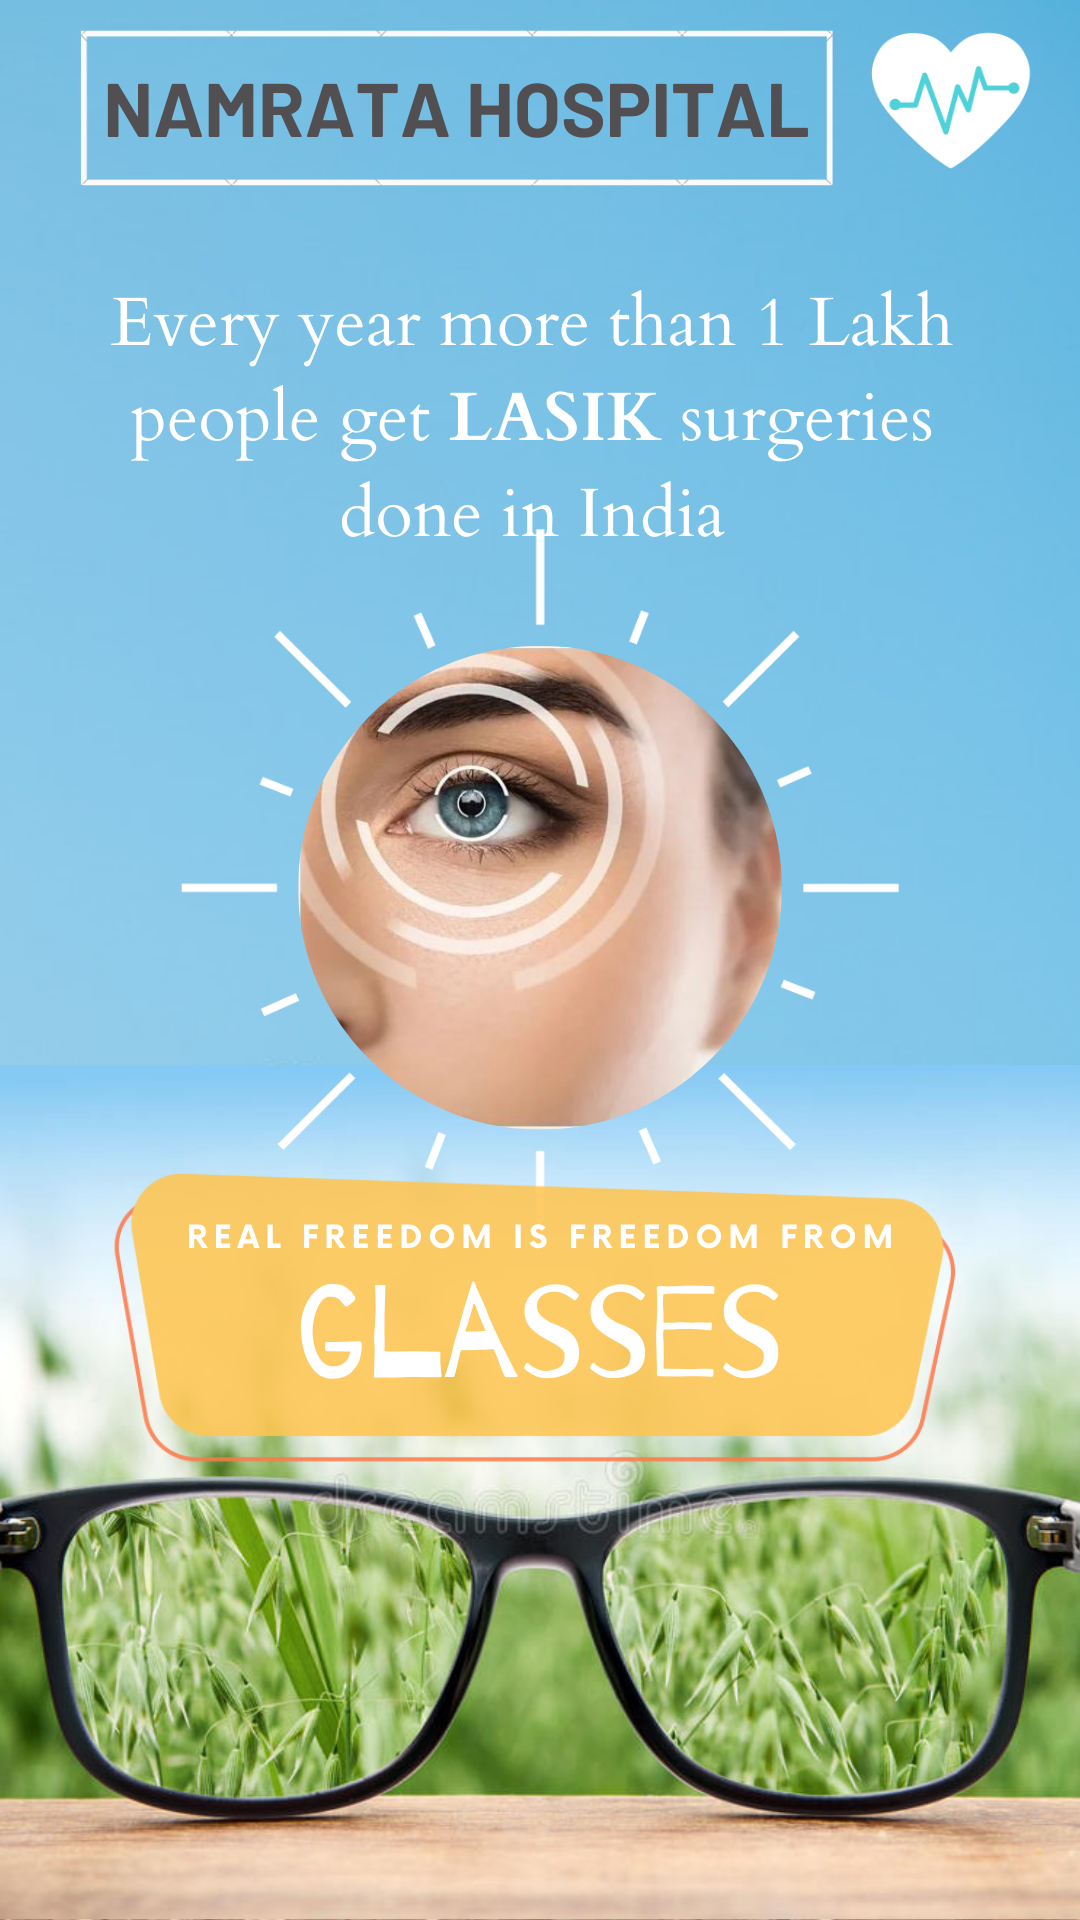 NAMRATA HOSPITAL
Every year more than 1 Lakh
people get LASIK surgeries
done in India
REAL FREEDOM IS FREEDOM FROM
GLASSES
dreamstime